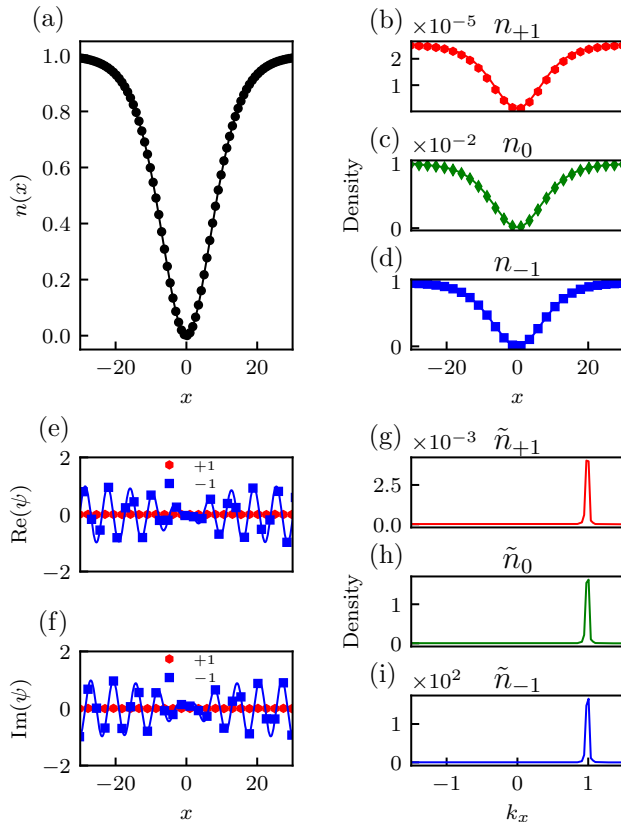 (a)
n(x)
1.0
0.8
0.6
0.4
0.2
0.0
−20 0 20
x
(b)
×10⁻⁵ n₊₁
2
1
(c)
×10⁻² n₀
1
0
Density
(d)
n₋₁
1
0
−20 0 20
x
(e)
Re(ψ)
2
0
−2
+1
−1
(f)
Im(ψ)
2
0
−2
+1
−1
−20 0 20
x
(g)
×10⁻³ ñ₊₁
2.5
0.0
(h)
ñ₀
1
0
Density
(i)
×10² ñ₋₁
1
0
−1 0 1
kₓ